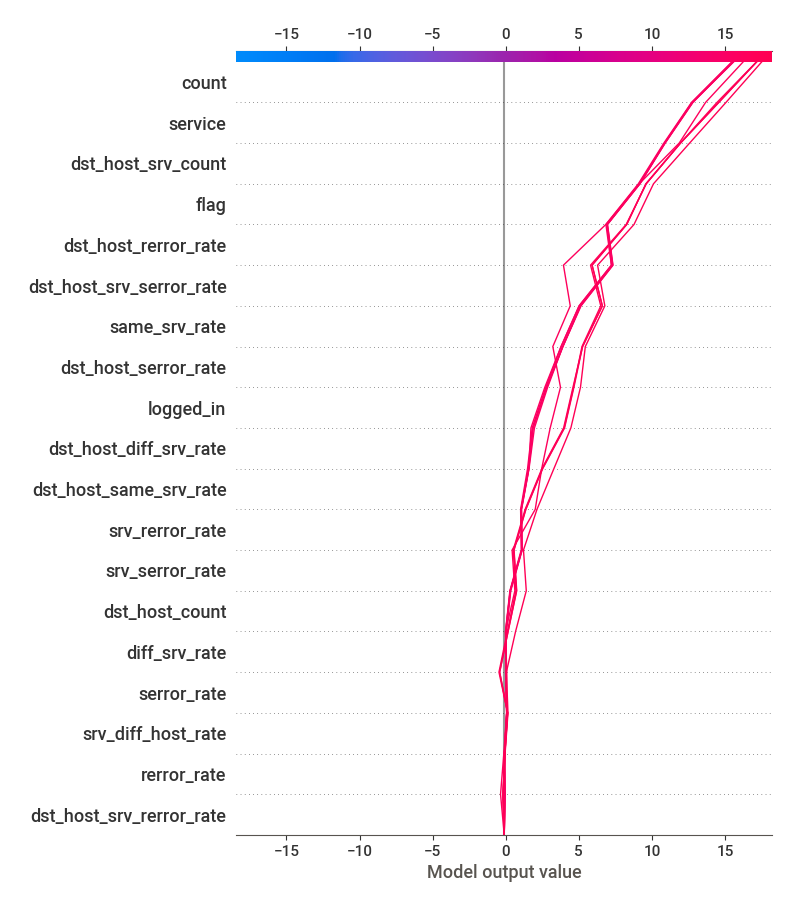 −15 −10 −5 0 5 10 15
count
service
dst_host_srv_count
flag
dst_host_rerror_rate
dst_host_srv_serror_rate
same_srv_rate
dst_host_serror_rate
logged_in
dst_host_diff_srv_rate
dst_host_same_srv_rate
srv_rerror_rate
srv_serror_rate
dst_host_count
diff_srv_rate
serror_rate
srv_diff_host_rate
rerror_rate
dst_host_srv_rerror_rate
−15 −10 −5 0 5 10 15
Model output value